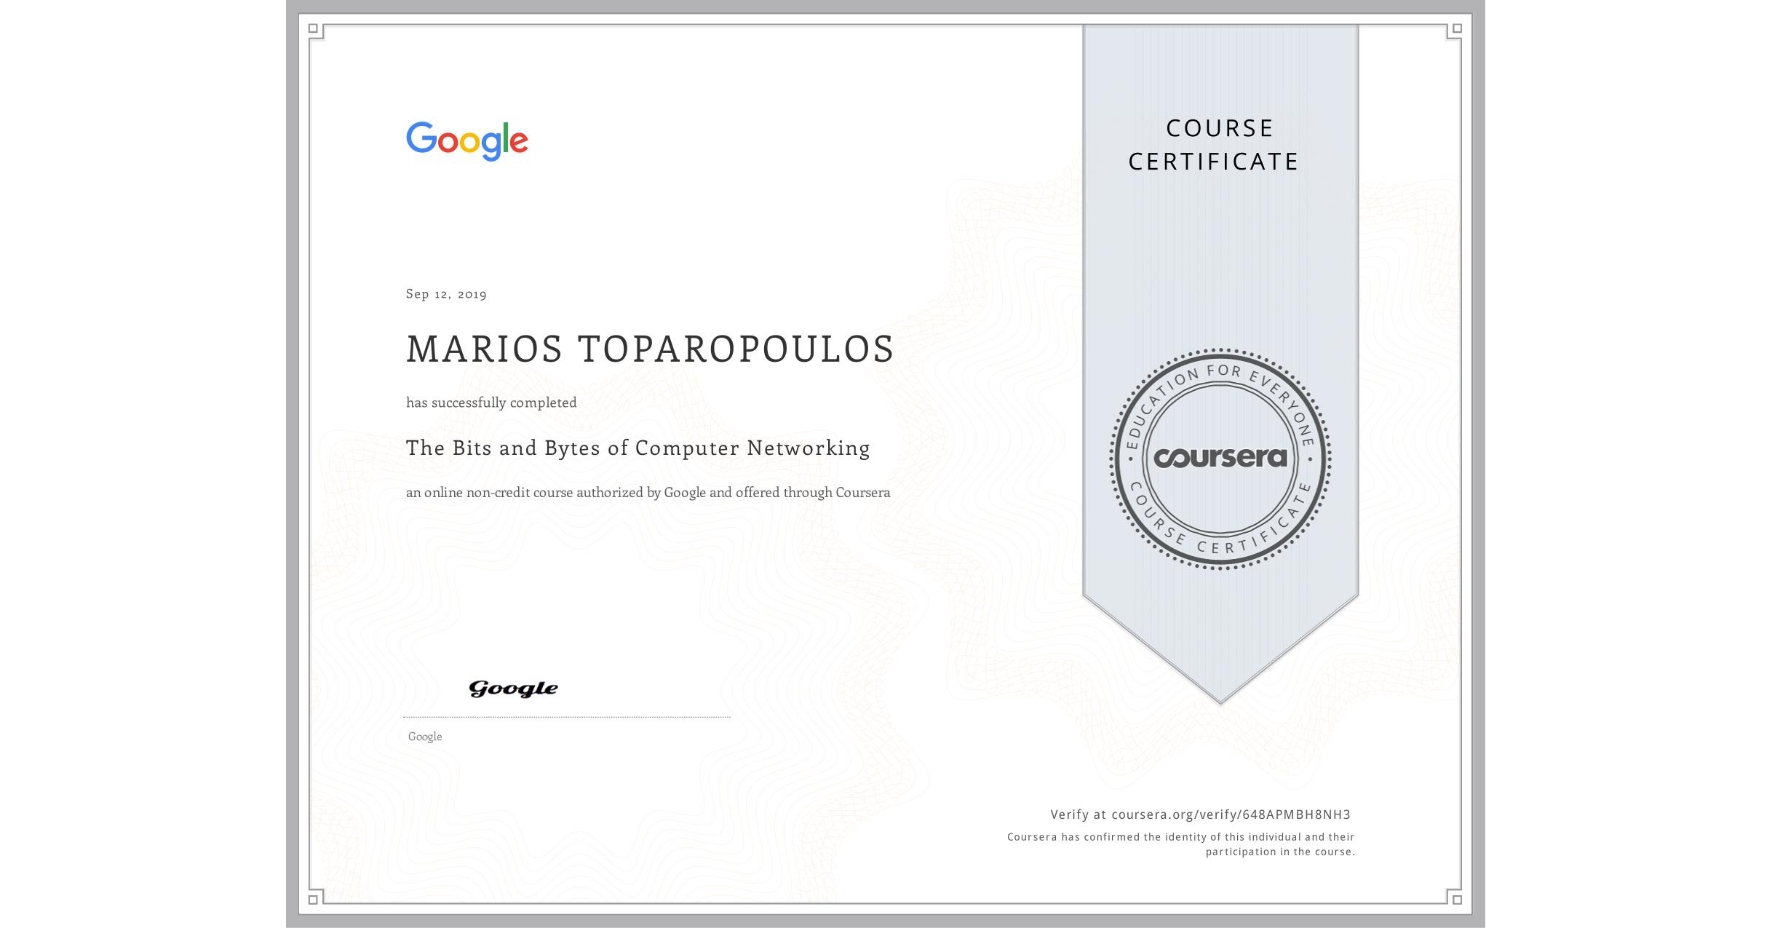 Google
COURSE
CERTIFICATE
Sep 12, 2019
MARIOS TOPAROPOULOS
has successfully completed
The Bits and Bytes of Computer Networking
an online non-credit course authorized by Google and offered through Coursera
EDUCATION FOR EVERYONE
coursera
COURSE CERTIFICATE
Google
Google
Verify at coursera.org/verify/648APMBH8NH3
Coursera has confirmed the identity of this individual and their
participation in the course.